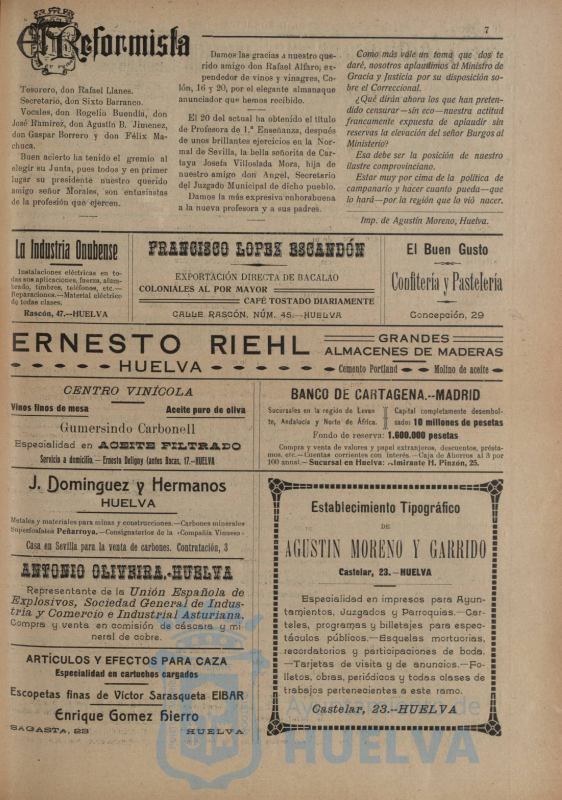 El Reformista
7
Tesorero, don Rafael Llanes.
Secretario, don Sixto Barranco.
Vocales, don Rogelio Buendía, don
José Ramirez, don Agustín B. Jimenez,
don Gaspar Borrero y don Félix Ma-
chuca.
Buen acierto ha tenido el gremio al
elegir su Junta, pues todos y en primer
lugar su presidente nuestro querido
amigo señor Morales, son entusiastas
de la profesión que ejercen.
Damos las gracias á nuestro que-
rido amigo don Rafael Alfaro, ex-
pendedor de vinos y vinagres, Co-
lón, 16 y 20, por el elegante almanaque
anunciador que hemos recibido.
El 20 del actual ha obtenido el título
de Profesora de 1.ª Enseñanza, después
de unos brillantes ejercicios en la Nor-
mal de Sevilla, la bella señorita de Car-
taya Josefa Villoslada Mora, hija de
nuestro amigo don Angel, Secretario
del Juzgado Municipal de dicho pueblo.
Damos la más expresiva enhorabuena
a la nueva profesora y a sus padres.
Como más vale un toma que dos te
daré, nosotros aplaudimos al Ministro de
Gracia y Justicia por su disposición so-
bre el Correccional.
¿Qué dirán ahora los que han preten-
dido censurar—sin eco—nuestra actitud
francamente expuesta de aplaudir sin
reservas la elevación del señor Burgos al
Ministerio?
Esa debe ser la posición de nuestro
ilustre comprovinciano.
Estar muy por cima de la política de
campanario y hacer cuanto pueda—que
lo hará—por la región que lo vió nacer.
Imp. de Agustín Moreno, Huelva.
La Industria Onubense
Instalaciones eléctricas en to-
das sus aplicaciones, fuerza, alum-
brado, timbres, teléfonos, etc.—
Reparaciones.—Material eléctrico
de todas clases.
Rascón, 47.--HUELVA
FRANCISCO LOPEZ ESCANDÓN
EXPORTACIÓN DIRECTA DE BACALAO
COLONIALES AL POR MAYOR
CAFÉ TOSTADO DIARIAMENTE
CALLE RASCÓN, NÚM. 45.--HUELVA
El Buen Gusto
Confitería y Pastelería
Concepción, 29
ERNESTO RIEHL
HUELVA
GRANDES
ALMACENES DE MADERAS
Cemento Portland
Molino de aceite
CENTRO VINÍCOLA
Vinos finos de mesa
Aceite puro de oliva
Gumersindo Carbonell
Especialidad en ACEITE FILTRADO
Servicio a domicilio.—Ernesto Deligny (antes Bocas, 17.—HUELVA
BANCO DE CARTAGENA.--MADRID
Sucursales en la región de Levan
te, Andalucía y Norte de África.
Capital completamente desembol-
sado: 10 millones de pesetas
Fondo de reserva: 1.600.000 pesetas
Compra y venta de valores y papel extranjeros, descuentos, présta-
mos, etc.—Cuentas corrientes con interés.—Caja de Ahorros al 3 por
100 annal.—Sucursal en Huelva: Almirante H. Pinzón, 25.
J. Dominguez y Hermanos
HUELVA
Metales y materiales para minas y construcciones.—Carbones minerales
Superfosfatos Peñarroya.—Consignatarios de la «Compañía Vinuesa»
Casa en Sevilla para la venta de carbones. Contratación, 3
ANTONIO OLIVEIRA.-HUELVA
Representante de la Unión Española de
Explosivos, Sociedad General de Indus-
tria y Comercio e Industrial Asturiana.
Compra y venta en comisión de cáscara y mi
neral de cobre.
ARTÍCULOS Y EFECTOS PARA CAZA
Especialidad en cartuchos cargados
Escopetas finas de Víctor Sarasqueta EIBAR
Enrique Gomez Hierro
SAGASTA, 23 HUELVA
Establecimiento Tipográfico
DE
AGUSTIN MORENO Y GARRIDO
Castelar, 23.—HUELVA
Especialidad en impresos para Ayun-
tamientos, Juzgados y Parroquias.—Car-
teles, programas y billetajes para espec-
táculos públicos.—Esquelas mortuorias,
recordatorios y participaciones de boda.
—Tarjetas de visita y de anuncios.—Fo-
lletos, obras, periódicos y todas clases de
trabajos pertenecientes a este ramo.
Castelar, 23.-HUELVA
Ayuntamiento de
HUELVA